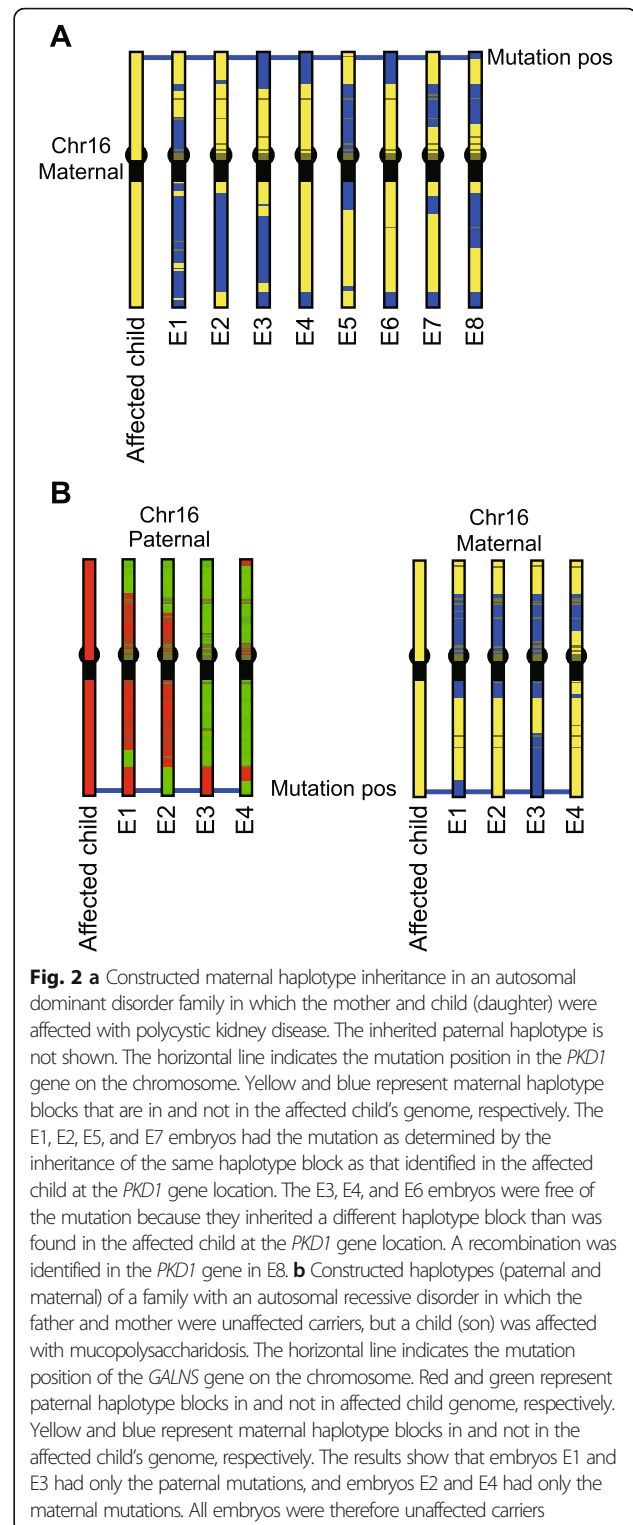 A
Mutation pos
Chr16
Maternal
Affected child
E1
E2
E3
E4
E5
E6
E7
E8
B
Chr16
Paternal
Chr16
Maternal
Mutation pos
Affected child
E1
E2
E3
E4
Affected child
E1
E2
E3
E4
Fig. 2 a Constructed maternal haplotype inheritance in an autosomal
dominant disorder family in which the mother and child (daughter) were
affected with polycystic kidney disease. The inherited paternal haplotype is
not shown. The horizontal line indicates the mutation position in the PKD1
gene on the chromosome. Yellow and blue represent maternal haplotype
blocks that are in and not in the affected child's genome, respectively. The
E1, E2, E5, and E7 embryos had the mutation as determined by the
inheritance of the same haplotype block as that identified in the affected
child at the PKD1 gene location. The E3, E4, and E6 embryos were free of
the mutation because they inherited a different haplotype block than was
found in the affected child at the PKD1 gene location. A recombination was
identified in the PKD1 gene in E8. b Constructed haplotypes (paternal and
maternal) of a family with an autosomal recessive disorder in which the
father and mother were unaffected carriers, but a child (son) was affected
with mucopolysaccharidosis. The horizontal line indicates the mutation
position of the GALNS gene on the chromosome. Red and green represent
paternal haplotype blocks in and not in affected child genome, respectively.
Yellow and blue represent maternal haplotype blocks in and not in the
affected child's genome, respectively. The results show that embryos E1 and
E3 had only the paternal mutations, and embryos E2 and E4 had only the
maternal mutations. All embryos were therefore unaffected carriers